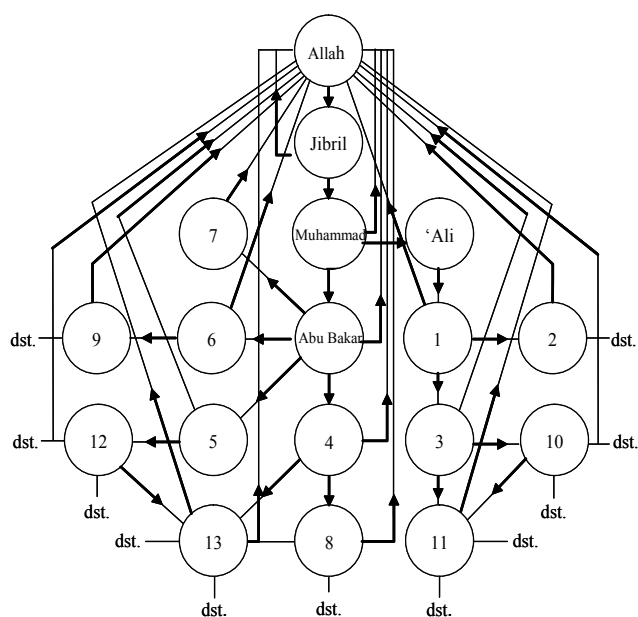 Allah
Jibril
7 Muhammad ‘Ali
dst. 9 6 Abu Bakar 1 2 dst.
dst. 12 5 4 3 10 dst.
dst. dst.
dst. 13 8 11 dst.
dst. dst. dst.